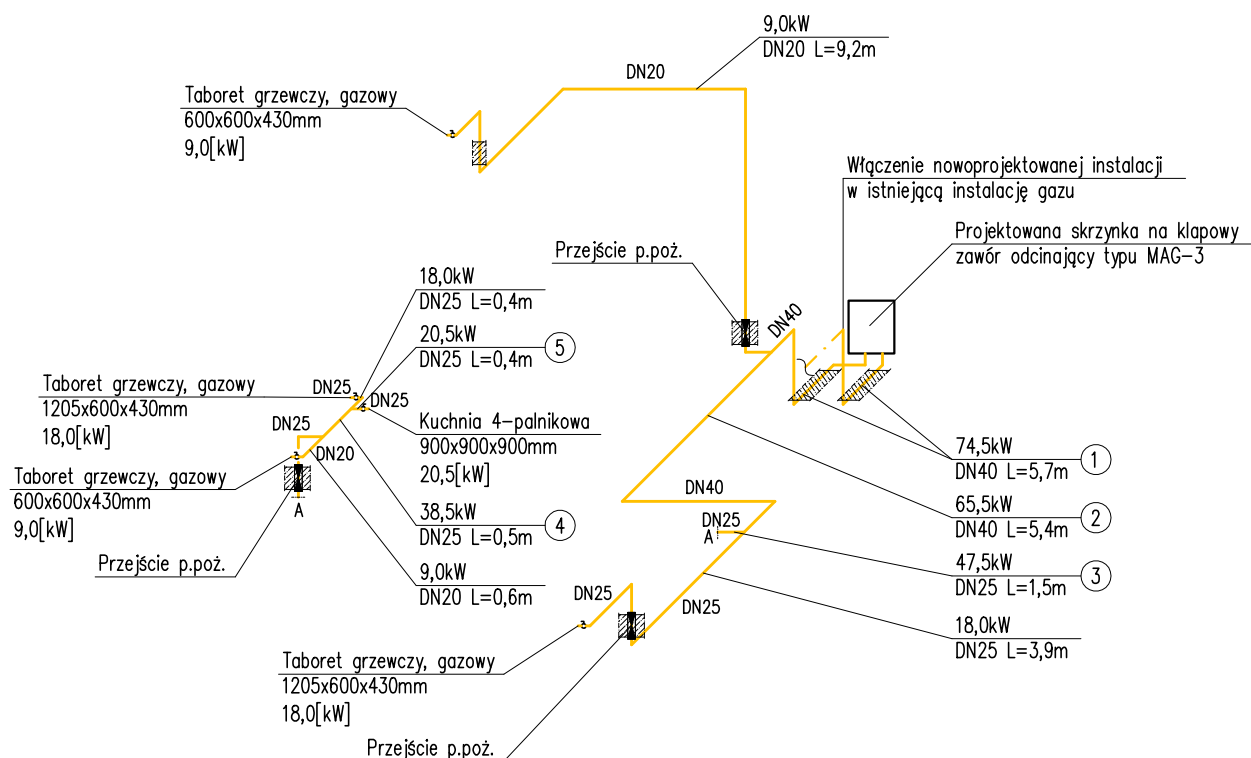 9,0kW
DN20 L=9,2m
DN20
Taboret grzewczy, gazowy
600x600x430mm
9,0[kW]
Włączenie nowoprojektowanej instalacji
w istniejącą instalację gazu
Projektowana skrzynka na klapowy
zawór odcinający typu MAG-3
Przejście p.poż.
18,0kW
DN25 L=0,4m
DN40
20,5kW
DN25 L=0,4m
5
Taboret grzewczy, gazowy
1205x600x430mm
18,0[kW]
DN25
DN25
Kuchnia 4-palnikowa
900x900x900mm
20,5[kW]
DN25
DN20
Taboret grzewczy, gazowy
600x600x430mm
9,0[kW]
A
Przejście p.poż.
38,5kW
DN25 L=0,5m
4
9,0kW
DN20 L=0,6m
74,5kW
DN40 L=5,7m
1
DN40
65,5kW
DN40 L=5,4m
2
DN25
A
47,5kW
DN25 L=1,5m
3
DN25
DN25
18,0kW
DN25 L=3,9m
Taboret grzewczy, gazowy
1205x600x430mm
18,0[kW]
Przejście p.poż.